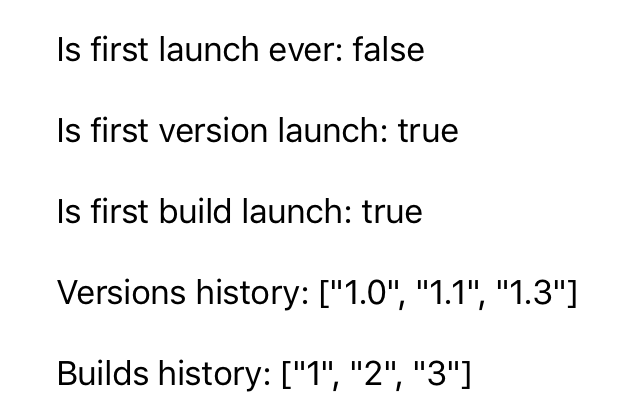 Is first launch ever: false
Is first version launch: true
Is first build launch: true
Versions history: ["1.0", "1.1", "1.3"]
Builds history: ["1", "2", "3"]